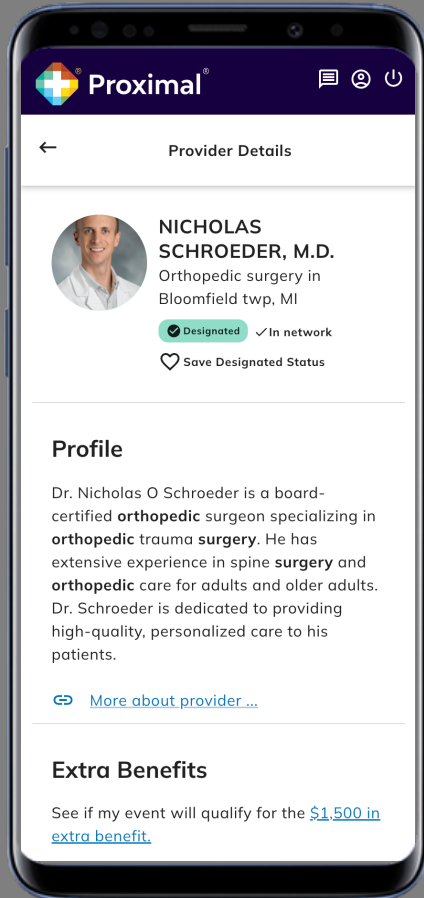 Proximal®
Provider Details
NICHOLAS
SCHROEDER, M.D.
Orthopedic surgery in
Bloomfield twp, MI
Designated
In network
Save Designated Status
Profile
Dr. Nicholas O Schroeder is a board-
certified orthopedic surgeon specializing in
orthopedic trauma surgery. He has
extensive experience in spine surgery and
orthopedic care for adults and older adults.
Dr. Schroeder is dedicated to providing
high-quality, personalized care to his
patients.
More about provider ...
Extra Benefits
See if my event will qualify for the $1,500 in
extra benefit.